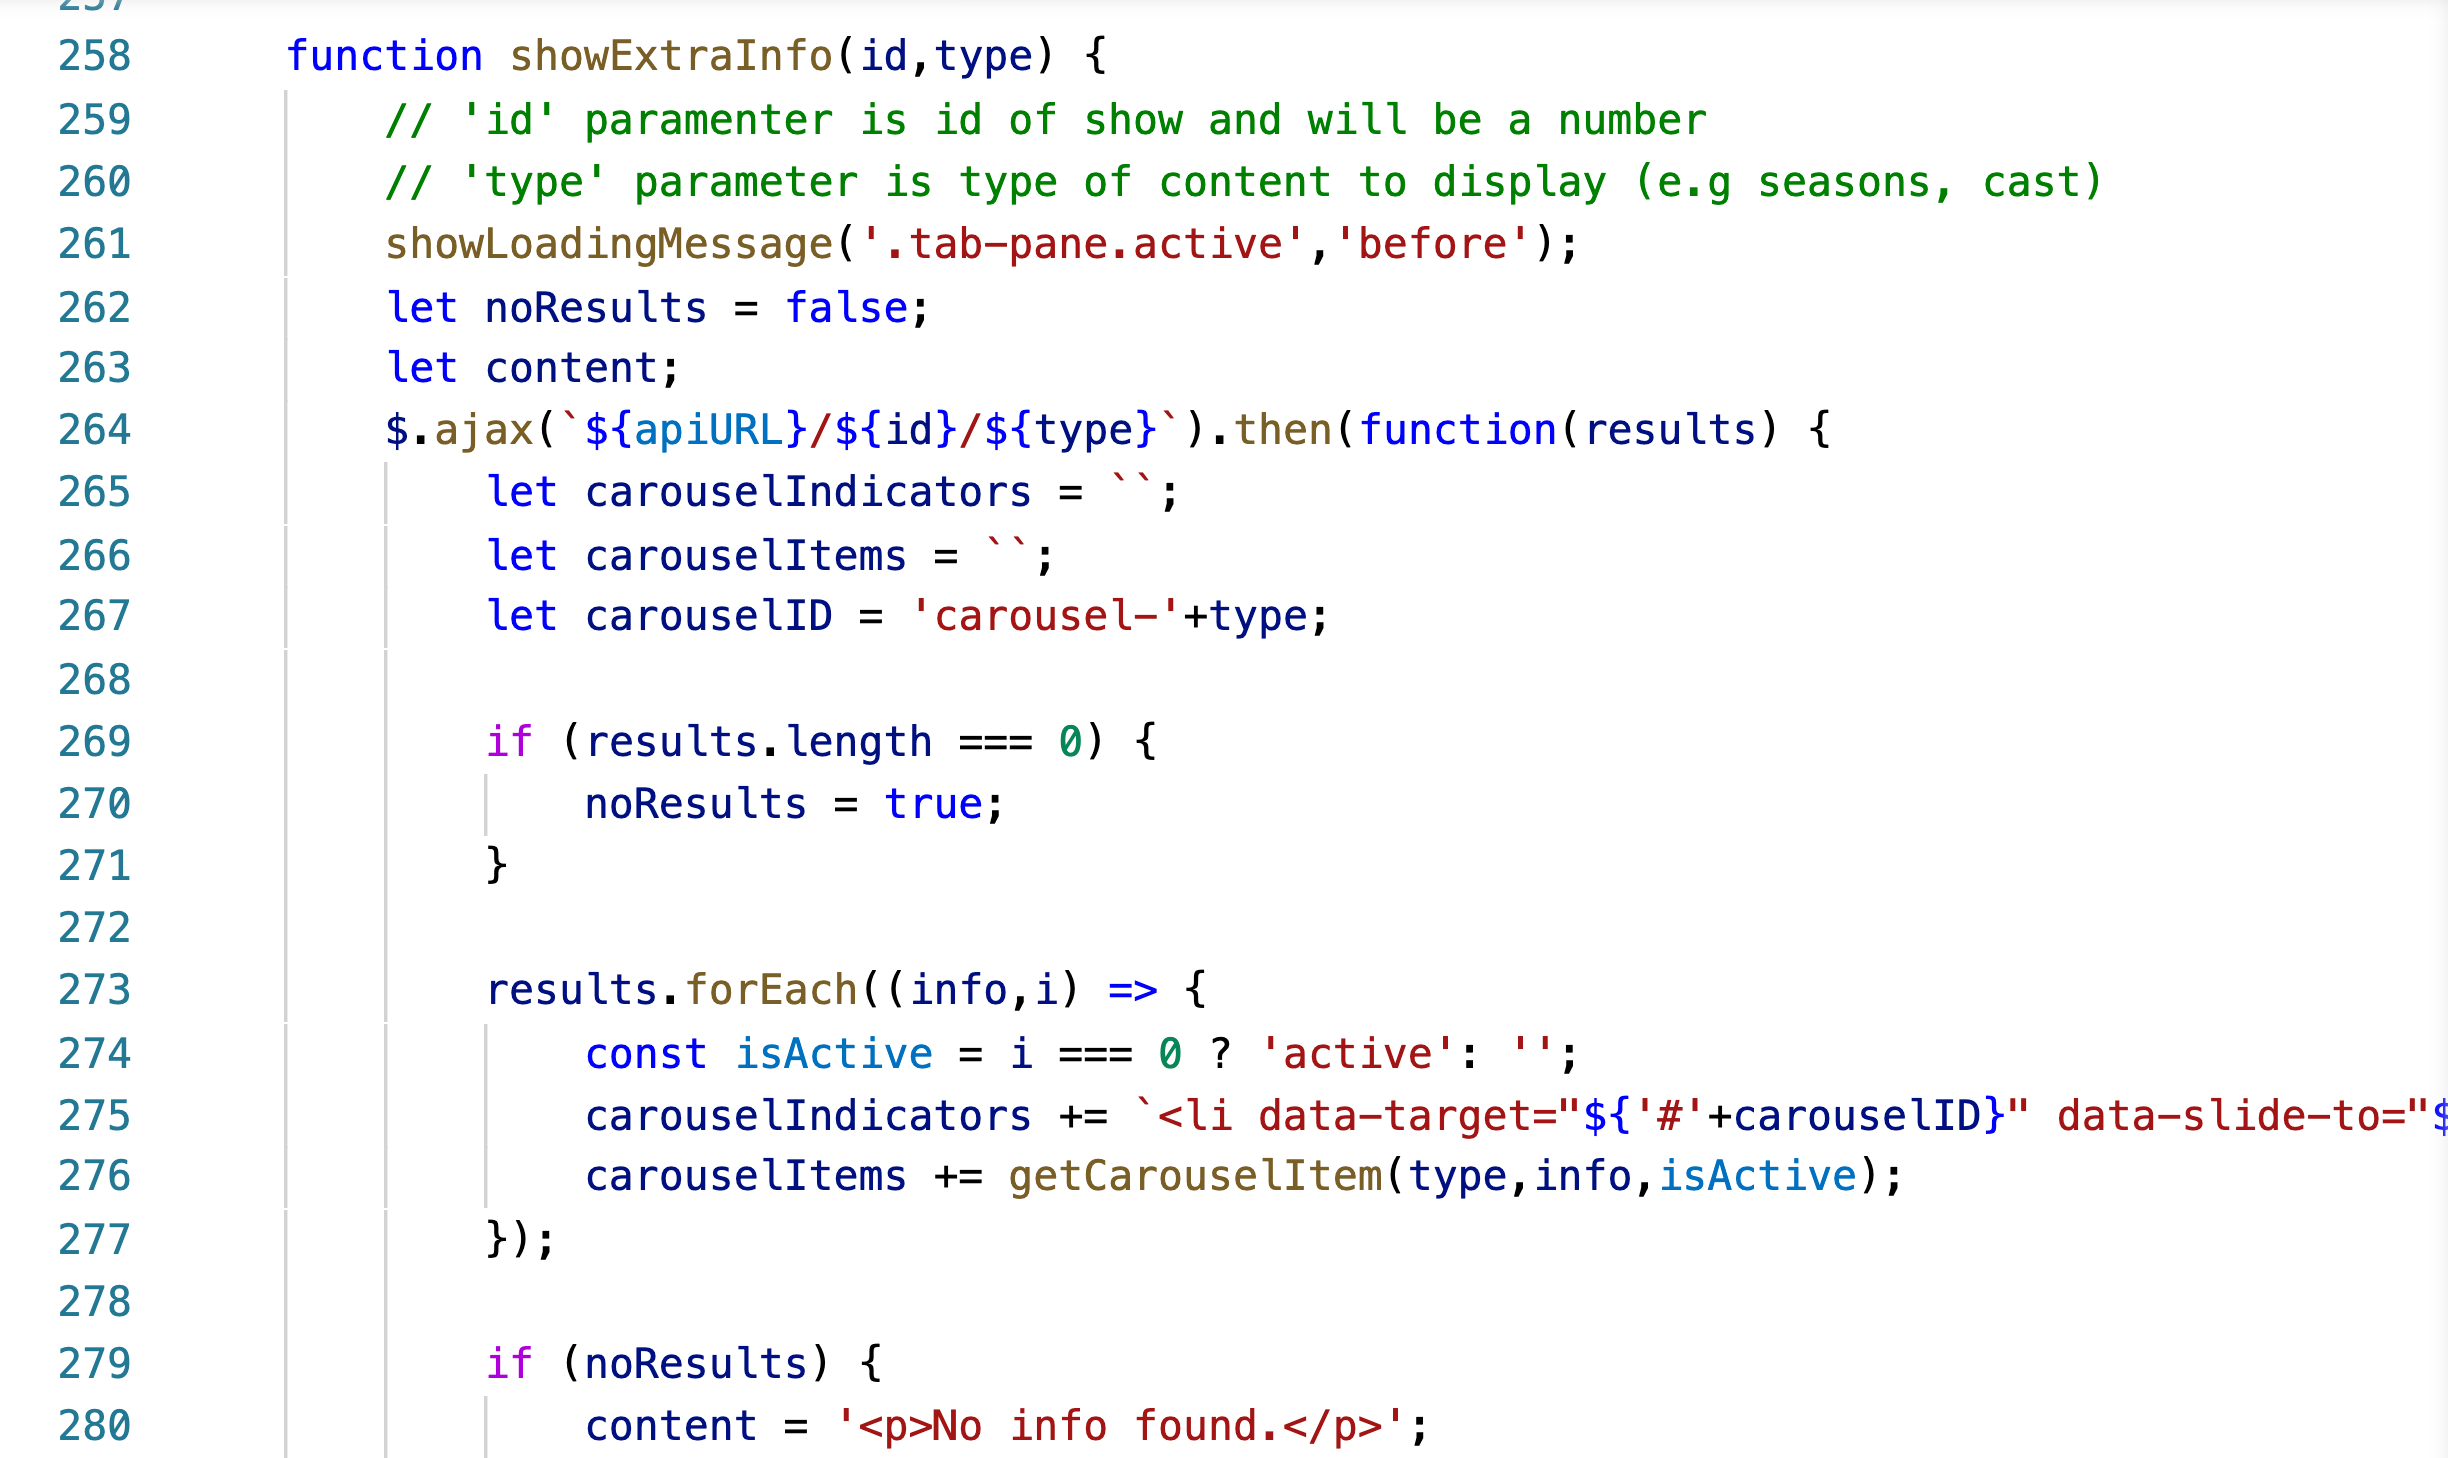 257
258 function showExtraInfo(id,type) {
259 // 'id' paramenter is id of show and will be a number
260 // 'type' parameter is type of content to display (e.g seasons, cast)
261 showLoadingMessage('.tab-pane.active','before');
262 let noResults = false;
263 let content;
264 $.ajax(`${apiURL}/${id}/${type}`).then(function(results) {
265 let carouselIndicators = ``;
266 let carouselItems = ``;
267 let carouselID = 'carousel-'+type;
268
269 if (results.length === 0) {
270 noResults = true;
271 }
272
273 results.forEach((info,i) => {
274 const isActive = i === 0 ? 'active': '';
275 carouselIndicators += `<li data-target="${'#'+carouselID}" data-slide-to="$
276 carouselItems += getCarouselItem(type,info,isActive);
277 });
278
279 if (noResults) {
280 content = '<p>No info found.</p>';